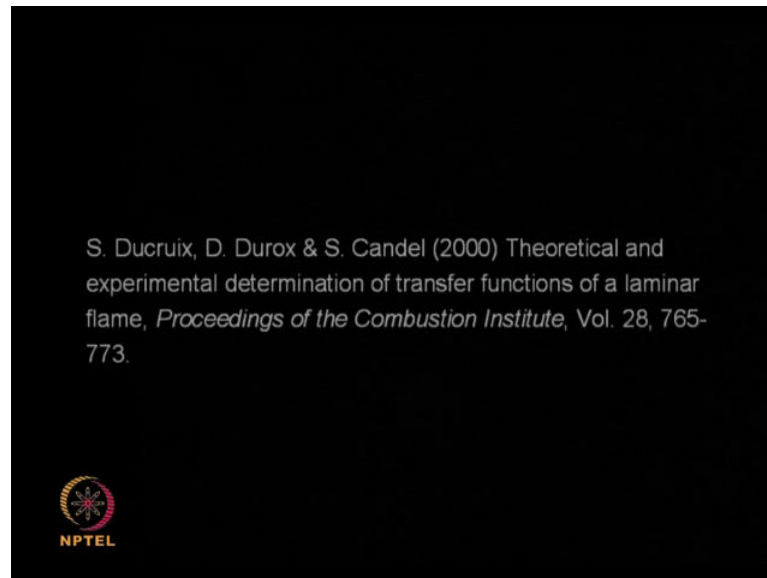 S. Ducruix, D. Durox & S. Candel (2000) Theoretical and
experimental determination of transfer functions of a laminar
flame, Proceedings of the Combustion Institute, Vol. 28, 765-
773.
NPTEL